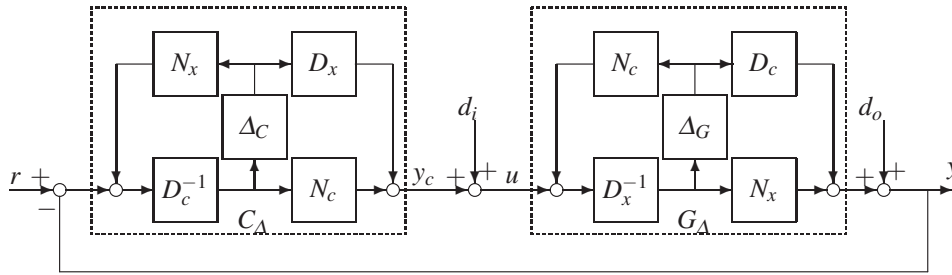 N_x D_x N_c D_c
Δ_C d_i Δ_G d_o
r + − D_c^{-1} N_c y_c + + u D_x^{-1} N_x + + y
C_Δ G_Δ